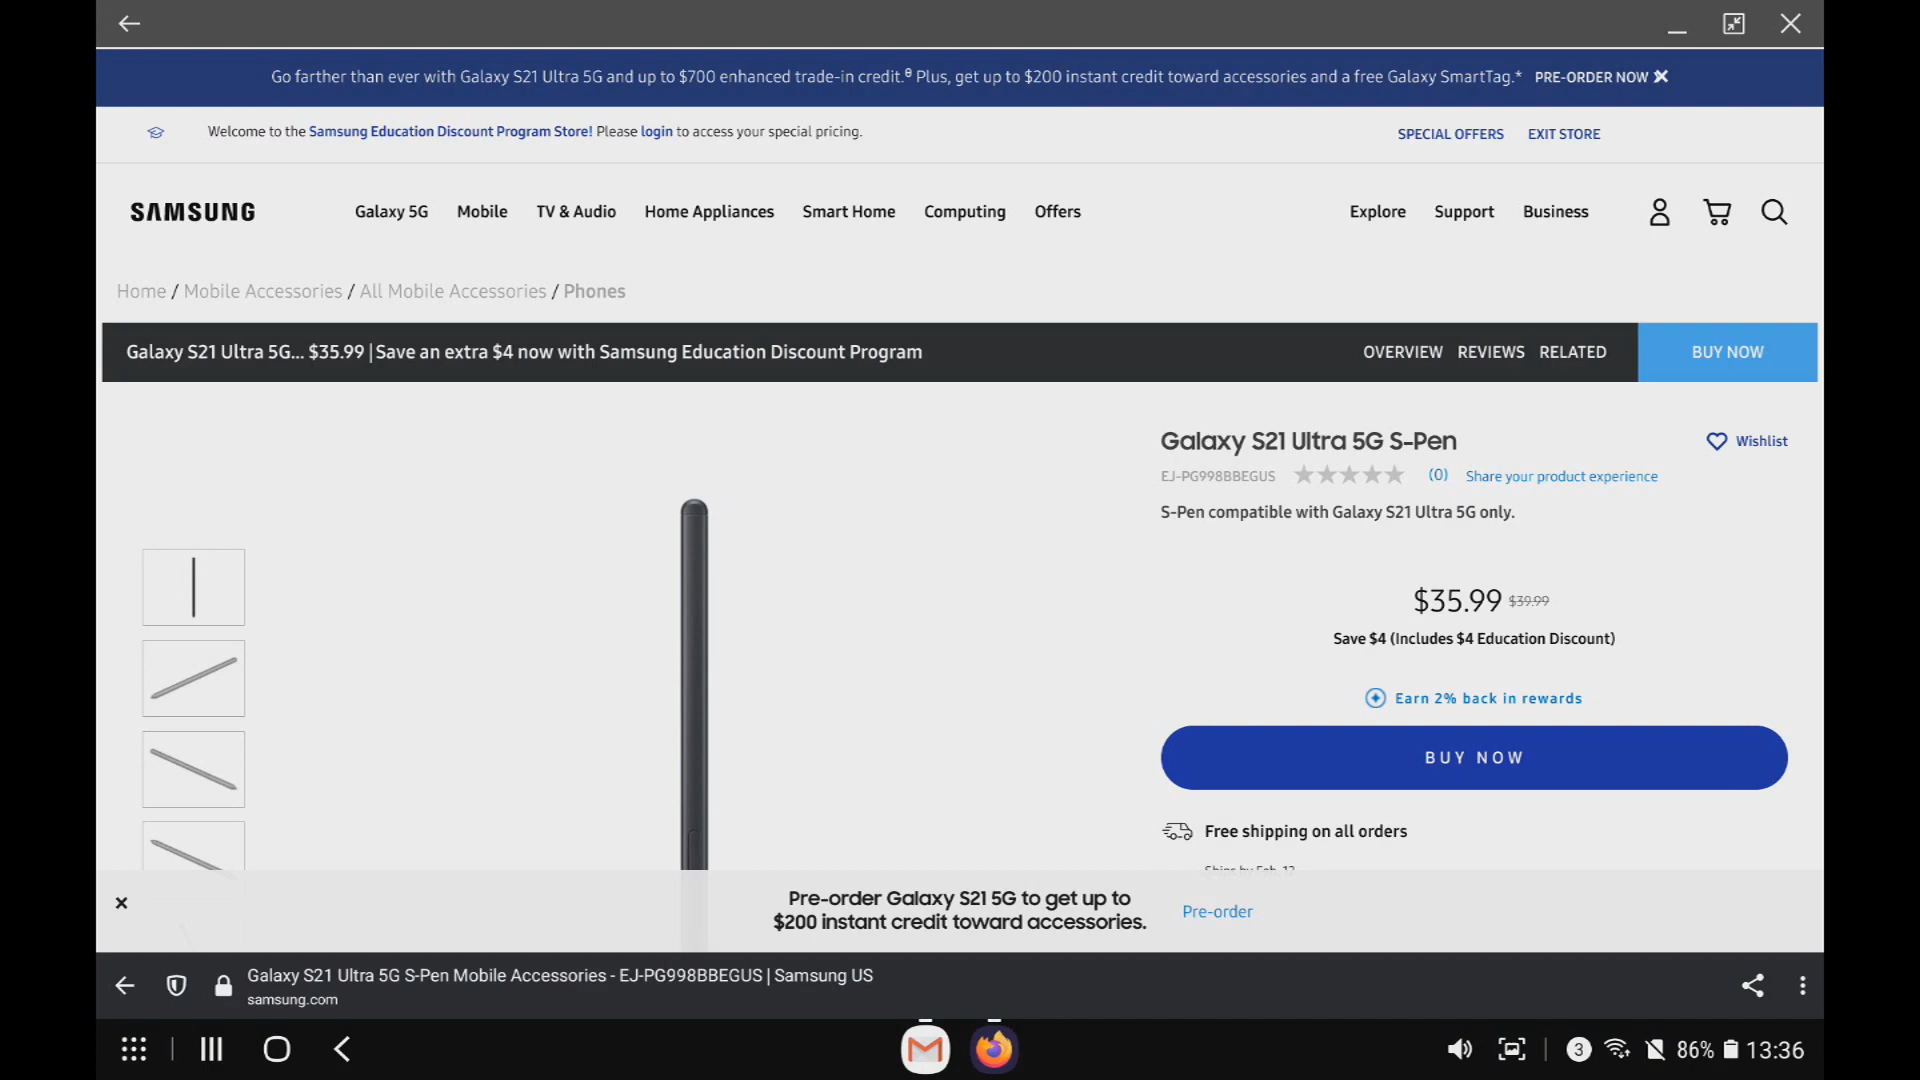 Go farther than ever with Galaxy S21 Ultra 5G and up to $700 enhanced trade-in credit.θ Plus, get up to $200 instant credit toward accessories and a free Galaxy SmartTag.* PRE-ORDER NOW
Welcome to the Samsung Education Discount Program Store! Please login to access your special pricing.
SPECIAL OFFERS EXIT STORE
SAMSUNG Galaxy 5G Mobile TV & Audio Home Appliances Smart Home Computing Offers Explore Support Business
Home / Mobile Accessories / All Mobile Accessories / Phones
Galaxy S21 Ultra 5G... $35.99 | Save an extra $4 now with Samsung Education Discount Program
OVERVIEW REVIEWS RELATED BUY NOW
Galaxy S21 Ultra 5G S-Pen
Wishlist
EJ-PG998BBEGUS (0) Share your product experience
S-Pen compatible with Galaxy S21 Ultra 5G only.
$35.99 $39.99
Save $4 (Includes $4 Education Discount)
Earn 2% back in rewards
BUY NOW
Free shipping on all orders
Ships by Feb. 12
Pre-order Galaxy S21 5G to get up to
$200 instant credit toward accessories.
Pre-order
Galaxy S21 Ultra 5G S-Pen Mobile Accessories - EJ-PG998BBEGUS | Samsung US
samsung.com
3 86% 13:36